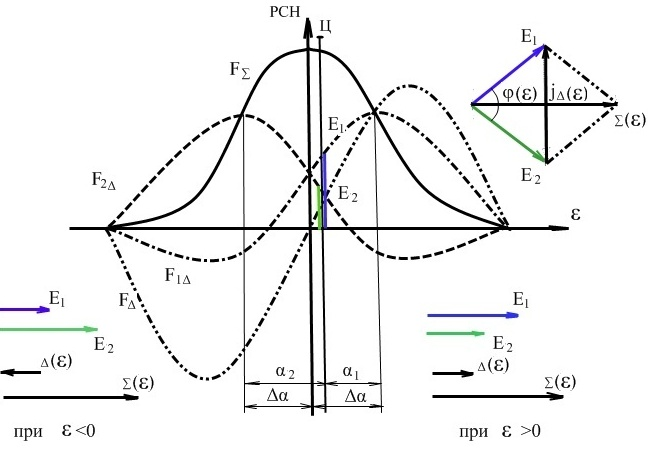 РСН
Ц
F∑
E1
E2
F2Δ
F1Δ
FΔ
ε
E1
φ(ε)
jΔ(ε)
∑(ε)
E2
E1
E2
Δ(ε)
∑(ε)
при ε<0
α2
α1
Δα
Δα
E1
E2
Δ(ε)
∑(ε)
при ε >0